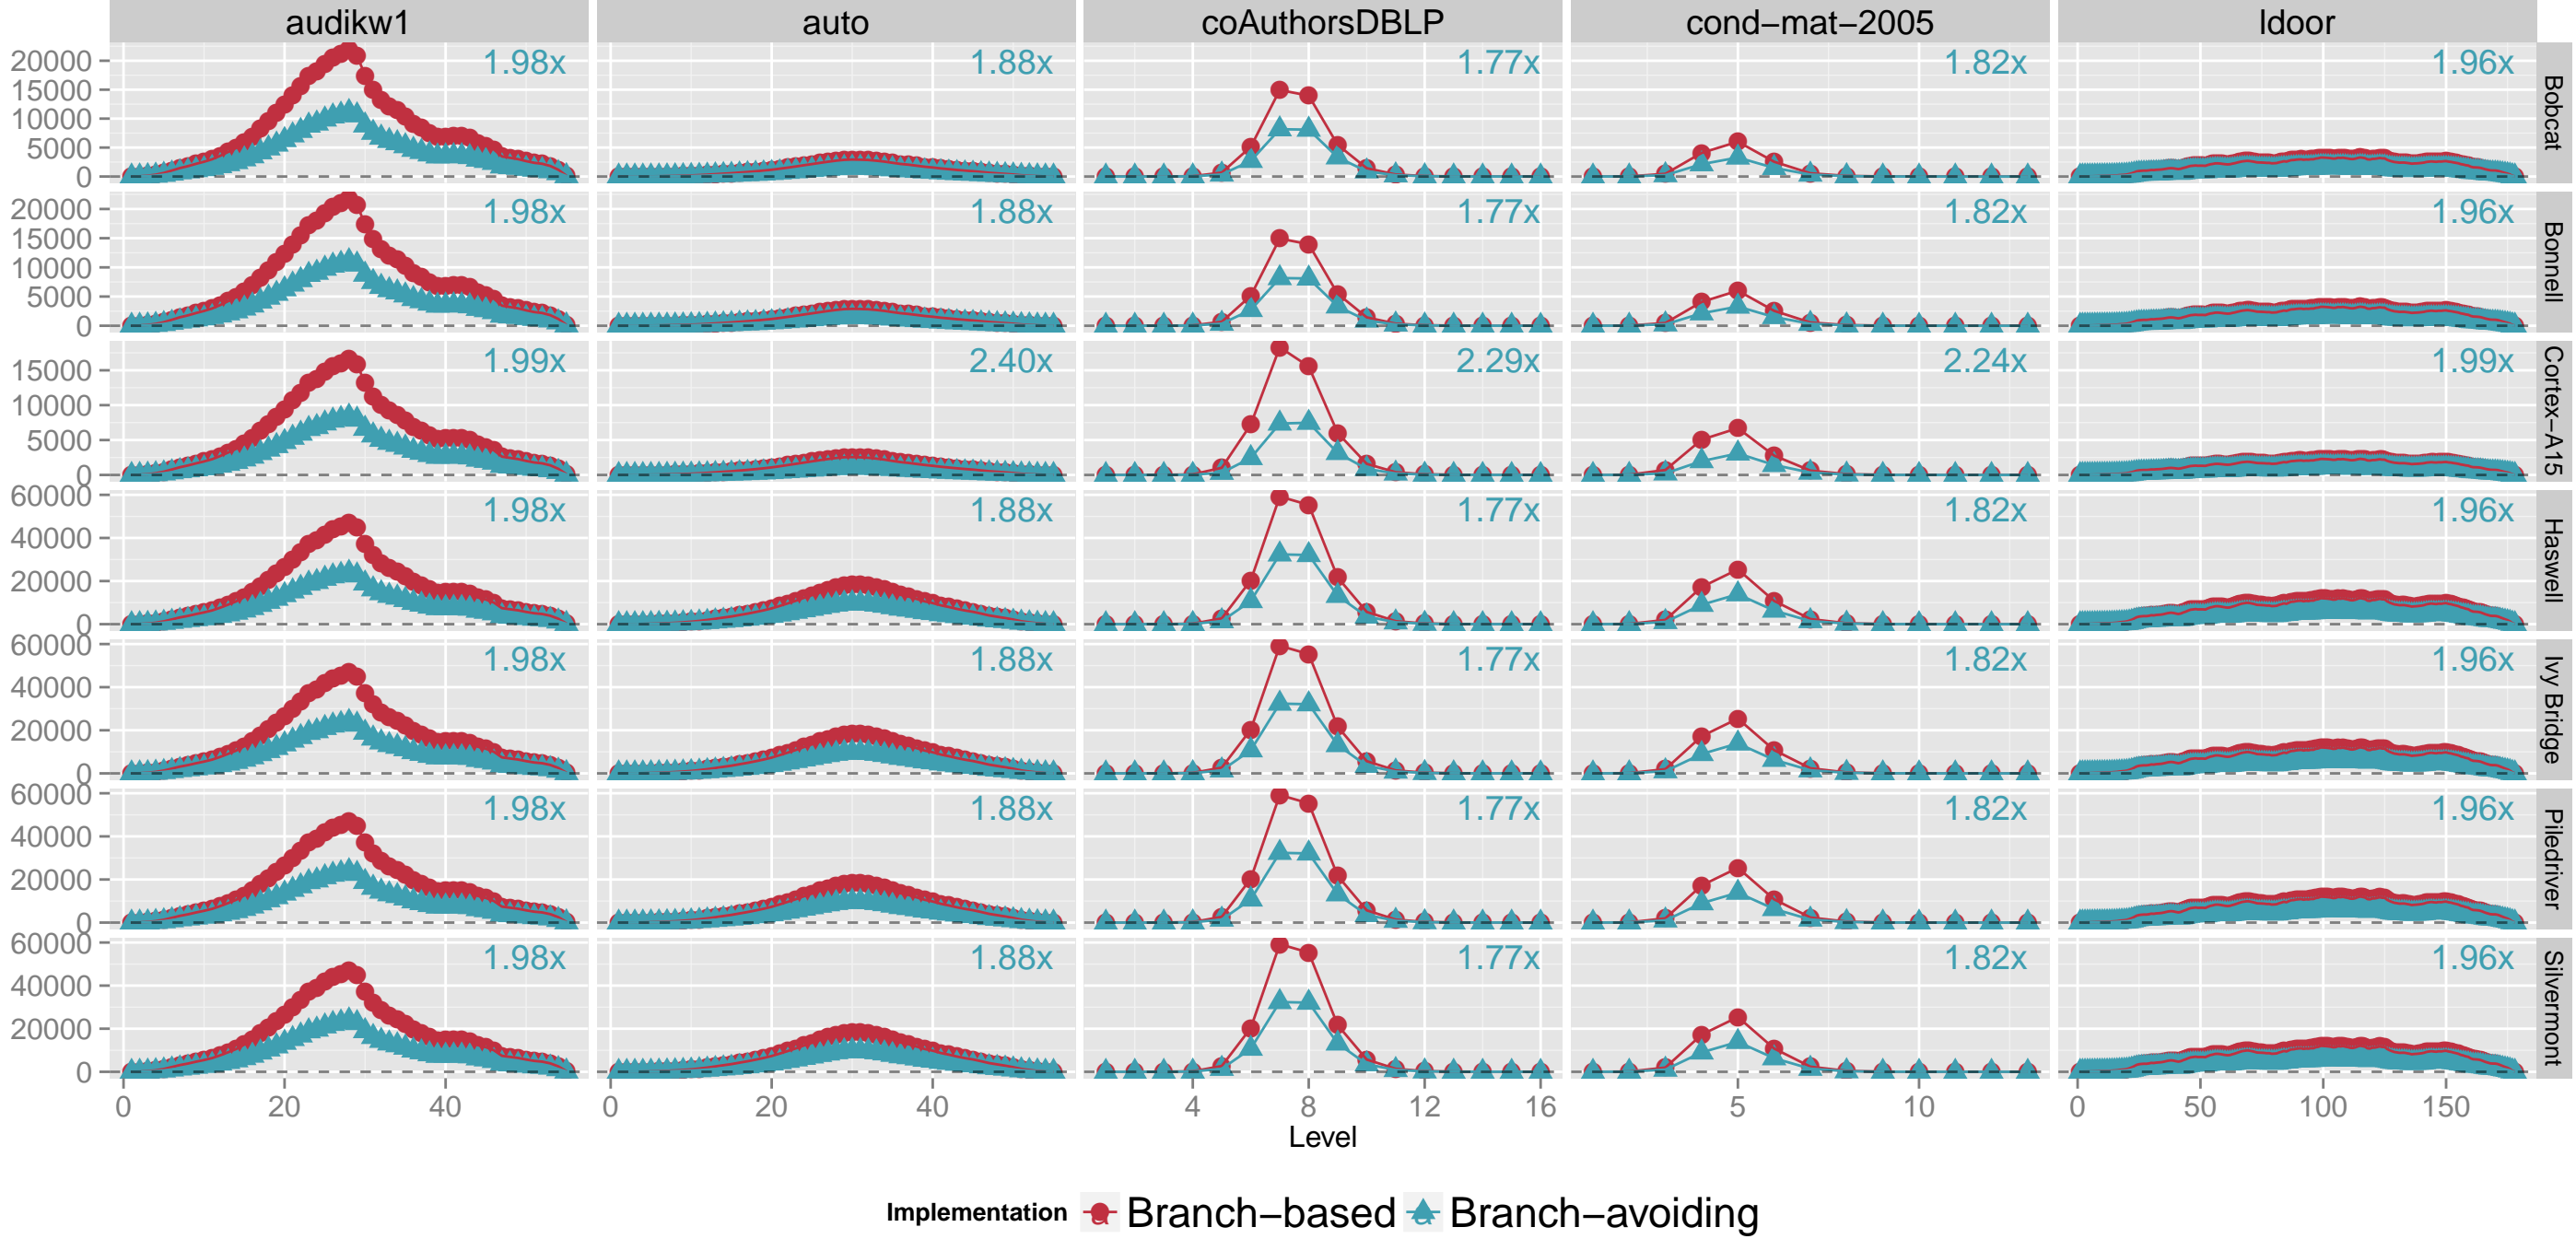 audikw1 auto coAuthorsDBLP cond−mat−2005 ldoor
20000 1.98x 1.88x 1.77x 1.82x 1.96x Bobcat
15000
10000
5000
0
20000 1.98x 1.88x 1.77x 1.82x 1.96x Bonnell
15000
10000
5000
0
1.99x 2.40x 2.29x 2.24x 1.99x Cortex−A15
15000
10000
5000
0
60000 1.98x 1.88x 1.77x 1.82x 1.96x Haswell
40000
20000
0
60000 1.98x 1.88x 1.77x 1.82x 1.96x Ivy Bridge
40000
20000
0
60000 1.98x 1.88x 1.77x 1.82x 1.96x Piledriver
40000
20000
0
60000 1.98x 1.88x 1.77x 1.82x 1.96x Silvermont
40000
20000
0
0 20 40 0 20 40 4 8 12 16 5 10 0 50 100 150
Level
Implementation a Branch−based a Branch−avoiding